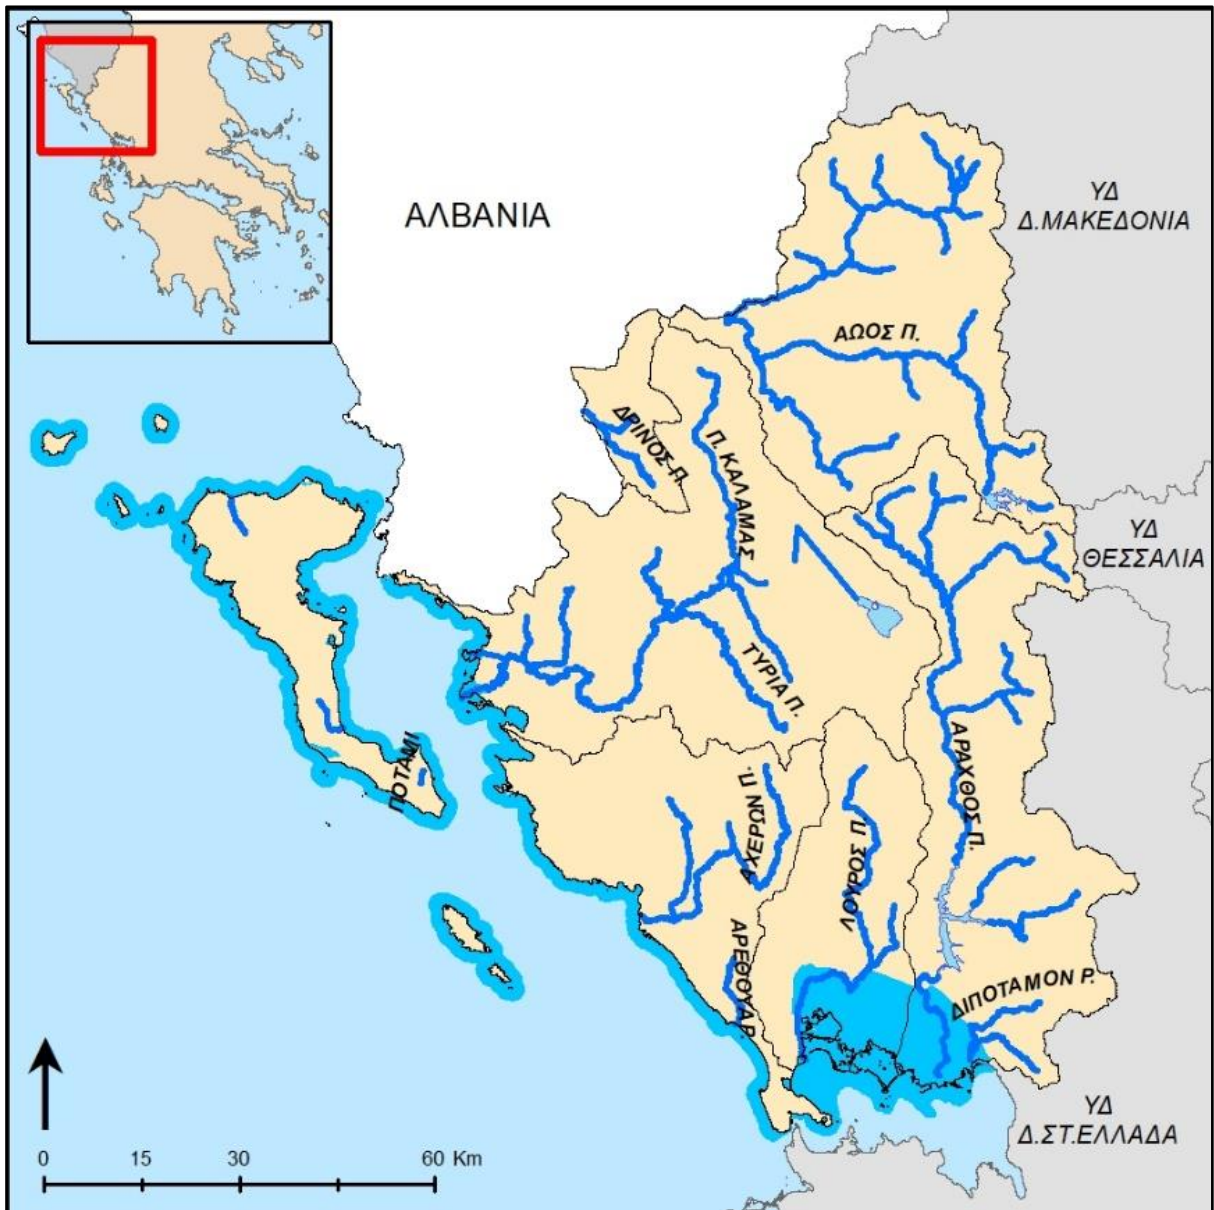 ΑΛΒΑΝΙΑ
ΥΔ
Δ.ΜΑΚΕΔΟΝΙΑ
ΑΩΟΣ Π.
ΔΡΙΝΟΣ Π.
Π. ΚΑΛΑΜΑΣ
ΥΔ
ΘΕΣΣΑΛΙΑ
ΤΥΡΙΑ Π.
ΠΟΤΑΜΙ
ΑΡΑΧΘΟΣ Π.
ΑΧΕΡΩΝ Π.
ΛΟΥΡΟΣ Π
ΑΡΕΘΟΥΑΡ.
ΔΙΠΟΤΑΜΟΝ Ρ.
ΥΔ
Δ.ΣΤ.ΕΛΛΑΔΑ
0 15 30 60 Km